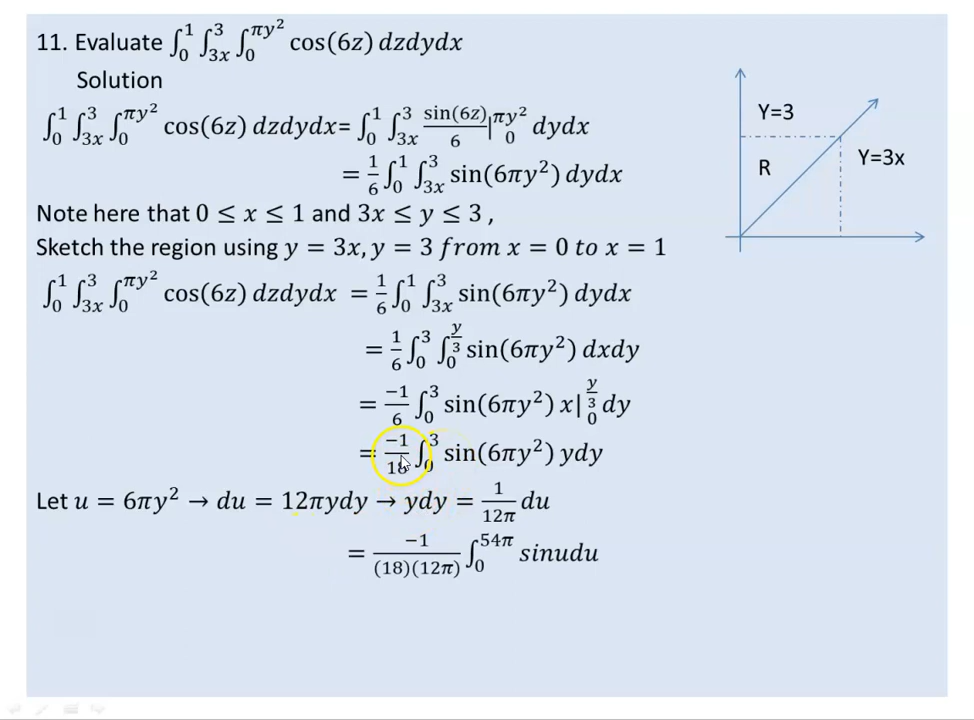 11. Evaluate ∫₀¹ ∫₃ₓ³ ∫₀^{πy²} cos(6z) dzdydx
Solution
∫₀¹ ∫₃ₓ³ ∫₀^{πy²} cos(6z) dzdydx= ∫₀¹ ∫₃ₓ³ sin(6z)/6 |₀^{πy²} dydx
= 1/6 ∫₀¹ ∫₃ₓ³ sin(6πy²) dydx
Note here that 0 ≤ x ≤ 1 and 3x ≤ y ≤ 3 ,
Sketch the region using y = 3x, y = 3 from x = 0 to x = 1
∫₀¹ ∫₃ₓ³ ∫₀^{πy²} cos(6z) dzdydx = 1/6 ∫₀¹ ∫₃ₓ³ sin(6πy²) dydx
= 1/6 ∫₀³ ∫₀^{y/3} sin(6πy²) dxdy
= -1/6 ∫₀³ sin(6πy²) x|₀^{y/3} dy
= -1/18 ∫₀³ sin(6πy²) ydy
Let u = 6πy² → du = 12πydy → ydy = 1/12π du
= -1/(18)(12π) ∫₀^{54π} sinudu
Y=3
Y=3x
R